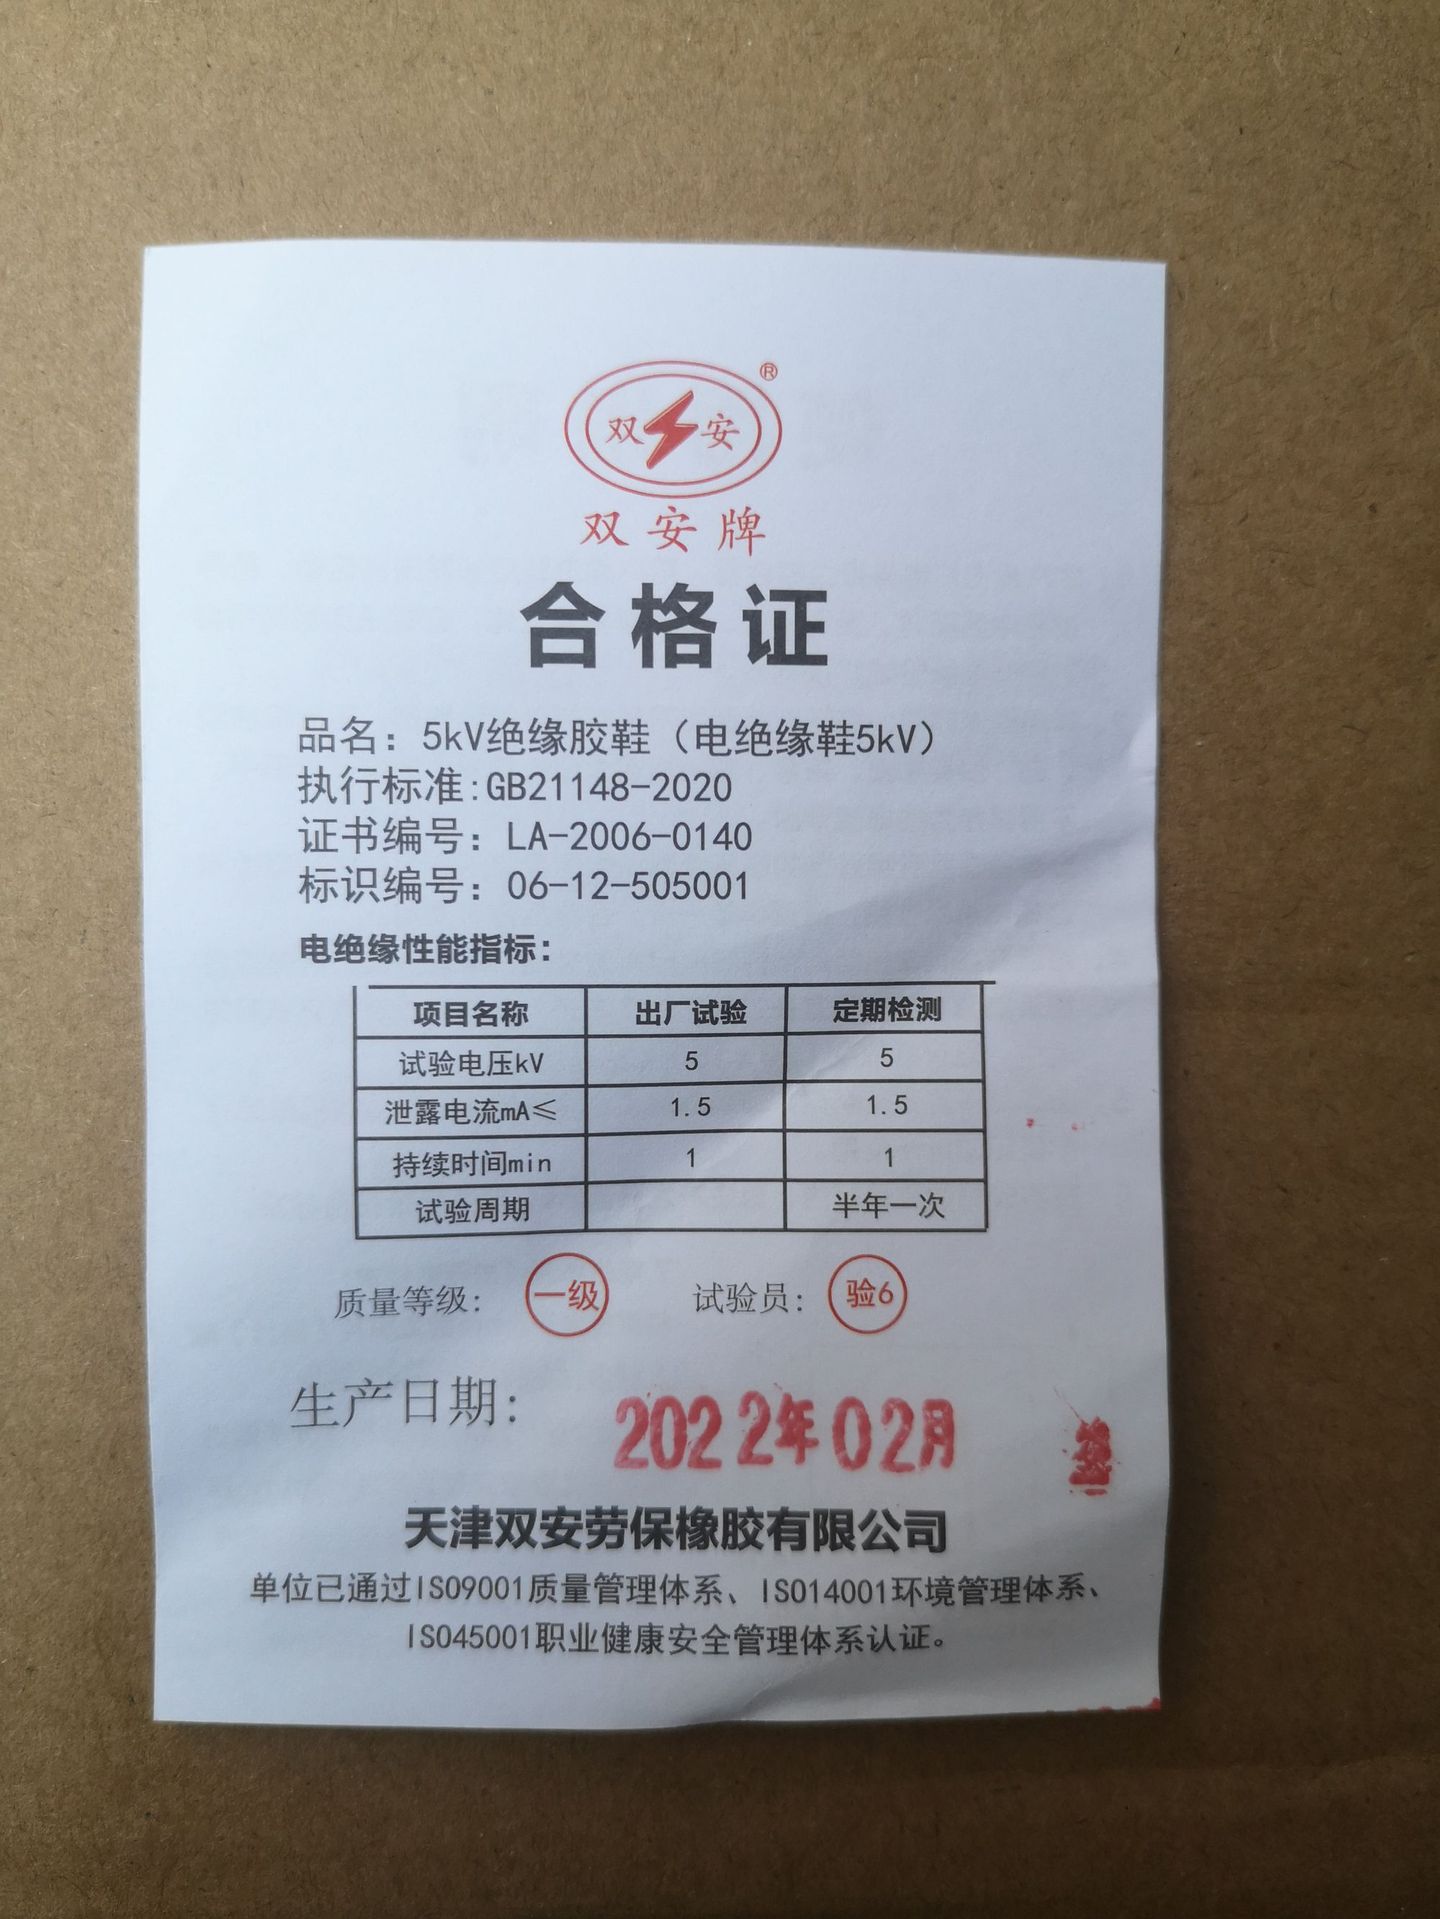 双安®
双安牌
合格证
品名：5kV绝缘胶鞋（电绝缘鞋5kV）
执行标准:GB21148-2020
证书编号：LA-2006-0140
标识编号：06-12-505001
电绝缘性能指标：
项目名称 出厂试验 定期检测
试验电压kV 5 5
泄露电流mA≤ 1.5 1.5
持续时间min 1 1
试验周期 半年一次
质量等级： 一级 试验员： 验6
生产日期： 2022年02月
天津双安劳保橡胶有限公司
单位已通过ISO9001质量管理体系、ISO14001环境管理体系、
ISO45001职业健康安全管理体系认证。